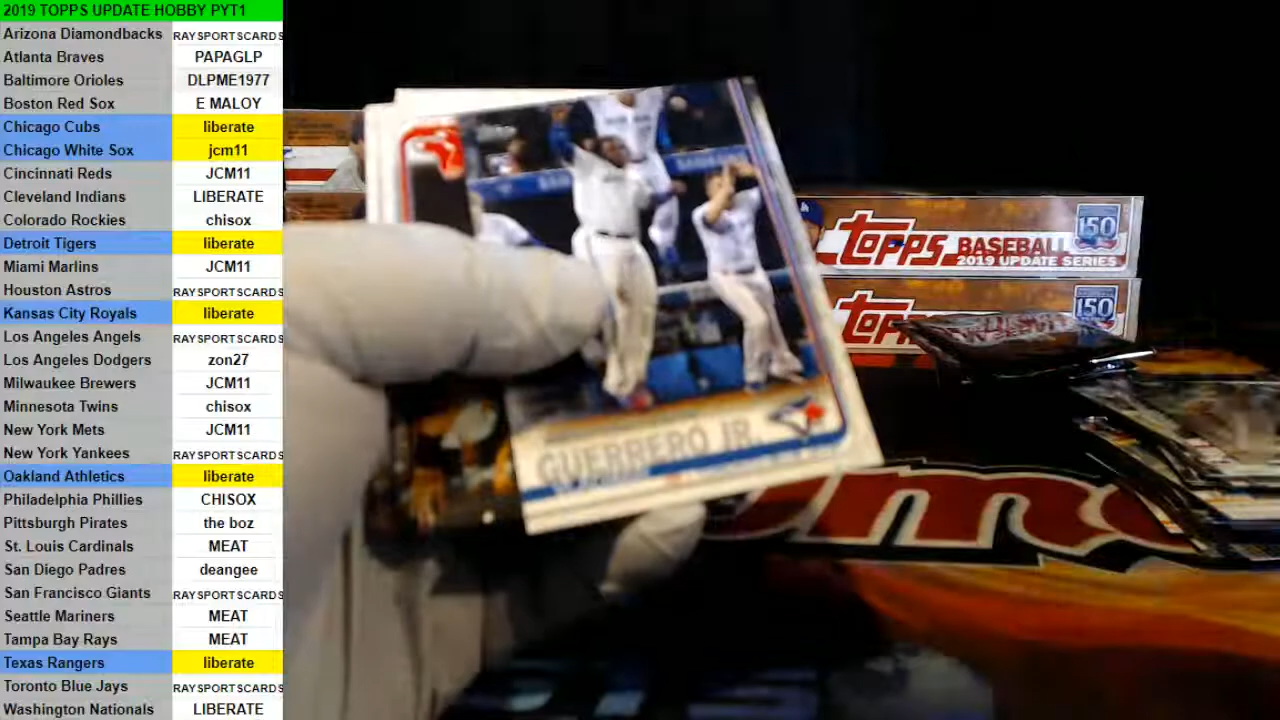 2019 TOPPS UPDATE HOBBY PYT1
Arizona Diamondbacks RAYSPORTSCARDS
Atlanta Braves PAPAGLP
Baltimore Orioles DLPME1977
Boston Red Sox E MALOY
Chicago Cubs liberate
Chicago White Sox jcm11
Cincinnati Reds JCM11
Cleveland Indians LIBERATE
Colorado Rockies chisox
Detroit Tigers liberate
Miami Marlins JCM11
Houston Astros RAYSPORTSCARDS
Kansas City Royals liberate
Los Angeles Angels RAYSPORTSCARDS
Los Angeles Dodgers zon27
Milwaukee Brewers JCM11
Minnesota Twins chisox
New York Mets JCM11
New York Yankees RAYSPORTSCARDS
Oakland Athletics liberate
Philadelphia Phillies CHISOX
Pittsburgh Pirates the boz
St. Louis Cardinals MEAT
San Diego Padres deangee
San Francisco Giants RAYSPORTSCARDS
Seattle Mariners MEAT
Tampa Bay Rays MEAT
Texas Rangers liberate
Toronto Blue Jays RAYSPORTSCARDS
Washington Nationals LIBERATE
GUERRERO JR.
TOPPS BASEBALL 150
2019 UPDATE SERIES
TOPPS 150